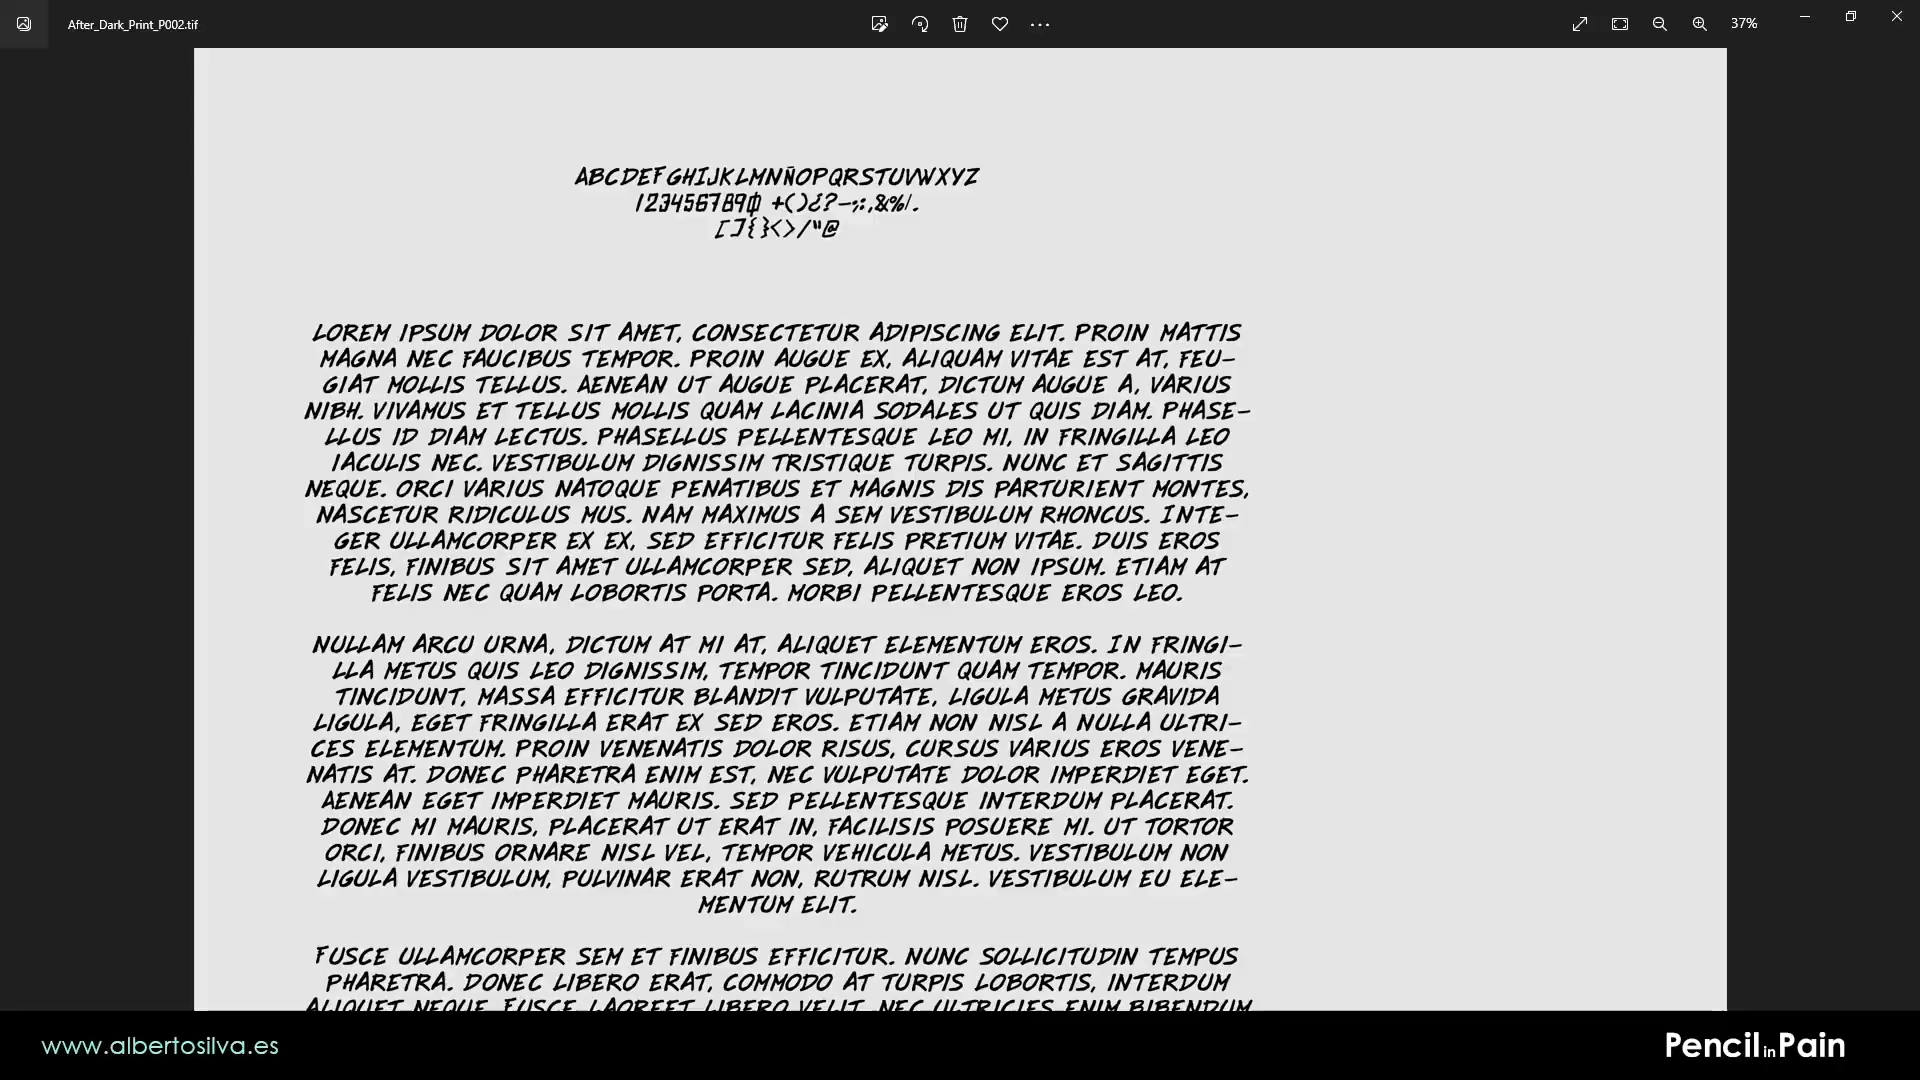 After_Dark_Print_P002.tif
37%
ABCDEFGHIJKLMNÑOPQRSTUVWXYZ
1234567890 +()¿?-;:,&%/.
[]{}<>/"@
LOREM IPSUM DOLOR SIT AMET, CONSECTETUR ADIPISCING ELIT. PROIN MATTIS
MAGNA NEC FAUCIBUS TEMPOR. PROIN AUGUE EX, ALIQUAM VITAE EST AT, FEU-
GIAT MOLLIS TELLUS. AENEAN UT AUGUE PLACERAT, DICTUM AUGUE A, VARIUS
NIBH. VIVAMUS ET TELLUS MOLLIS QUAM LACINIA SODALES UT QUIS DIAM. PHASE-
LLUS ID DIAM LECTUS. PHASELLUS PELLENTESQUE LEO MI, IN FRINGILLA LEO
IACULIS NEC. VESTIBULUM DIGNISSIM TRISTIQUE TURPIS. NUNC ET SAGITTIS
NEQUE. ORCI VARIUS NATOQUE PENATIBUS ET MAGNIS DIS PARTURIENT MONTES,
NASCETUR RIDICULUS MUS. NAM MAXIMUS A SEM VESTIBULUM RHONCUS. INTE-
GER ULLAMCORPER EX EX, SED EFFICITUR FELIS PRETIUM VITAE. DUIS EROS
FELIS, FINIBUS SIT AMET ULLAMCORPER SED, ALIQUET NON IPSUM. ETIAM AT
FELIS NEC QUAM LOBORTIS PORTA. MORBI PELLENTESQUE EROS LEO.
NULLAM ARCU URNA, DICTUM AT MI AT, ALIQUET ELEMENTUM EROS. IN FRINGI-
LLA METUS QUIS LEO DIGNISSIM, TEMPOR TINCIDUNT QUAM TEMPOR. MAURIS
TINCIDUNT, MASSA EFFICITUR BLANDIT VULPUTATE, LIGULA METUS GRAVIDA
LIGULA, EGET FRINGILLA ERAT EX SED EROS. ETIAM NON NISL A NULLA ULTRI-
CES ELEMENTUM. PROIN VENENATIS DOLOR RISUS, CURSUS VARIUS EROS VENE-
NATIS AT. DONEC PHARETRA ENIM EST, NEC VULPUTATE DOLOR IMPERDIET EGET.
AENEAN EGET IMPERDIET MAURIS. SED PELLENTESQUE INTERDUM PLACERAT.
DONEC MI MAURIS, PLACERAT UT ERAT IN, FACILISIS POSUERE MI. UT TORTOR
ORCI, FINIBUS ORNARE NISL VEL, TEMPOR VEHICULA METUS. VESTIBULUM NON
LIGULA VESTIBULUM, PULVINAR ERAT NON, RUTRUM NISL. VESTIBULUM EU ELE-
MENTUM ELIT.
FUSCE ULLAMCORPER SEM ET FINIBUS EFFICITUR. NUNC SOLLICITUDIN TEMPUS
PHARETRA. DONEC LIBERO ERAT, COMMODO AT TURPIS LOBORTIS, INTERDUM
ALIQUET NEQUE. FUSCE LAOREET LIBERO VELIT, NEC ULTRICIES ENIM BIBENDUM
www.albertosilva.es
Pencil in Pain